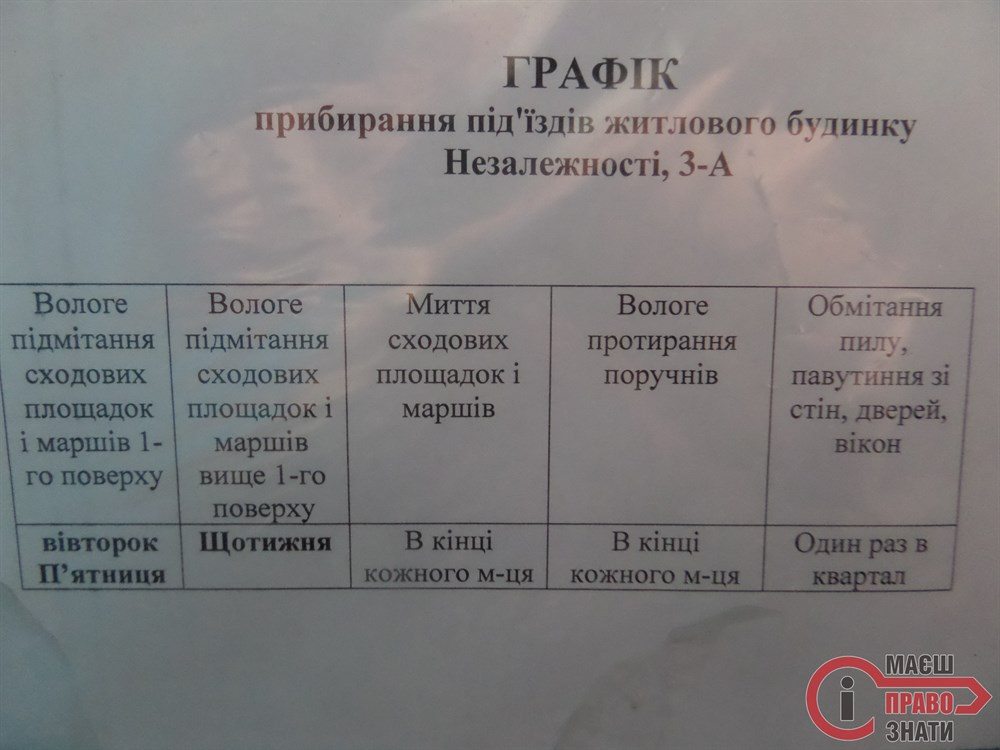 ГРАФІК
прибирання під'їздів житлового будинку
Незалежності, 3-А
Вологе
підмітання
сходових
площадок
і маршів 1-
го поверху
Вологе
підмітання
сходових
площадок і
маршів
вище 1-го
поверху
Миття
сходових
площадок і
маршів
Вологе
протирання
поручнів
Обмітання
пилу,
павутиння зі
стін, дверей,
вікон
вівторок
П’ятниця
Щотижня
В кінці
кожного м-ця
В кінці
кожного м-ця
Один раз в
квартал
МАЄШ
ПРАВО
ЗНАТИ